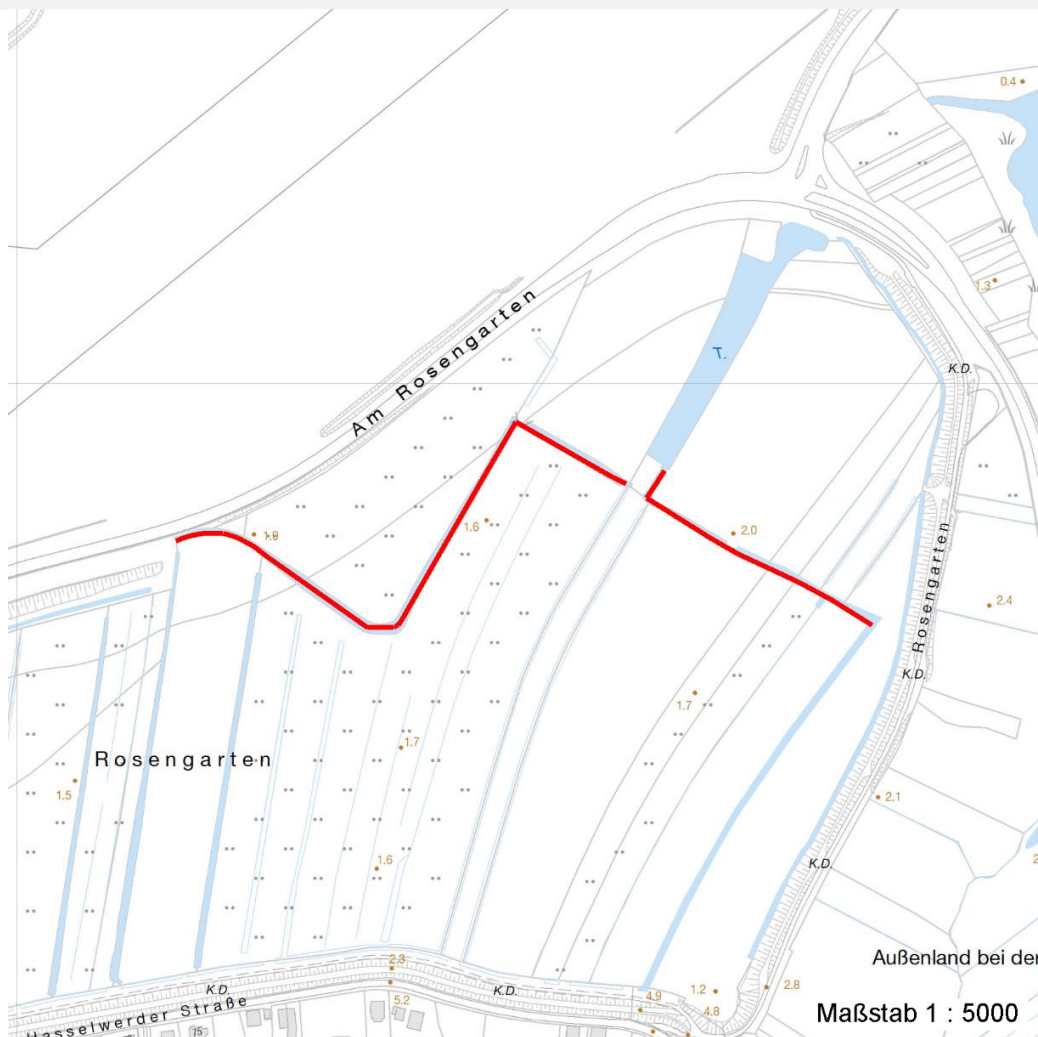 0.4
1.3
Am Rosengarten
T.
K.D.
1.9
1.6
2.0
2.4
Rosengarten
K.D.
1.7
1.7
Rosengarten
1.5
2.1
1.6
K.D.
Außenland bei der
2.3
K.D.
K.D.
5.2
4.9
1.2
4.8
2.8
Hasselwerder Straße
75
Maßstab 1 : 5000